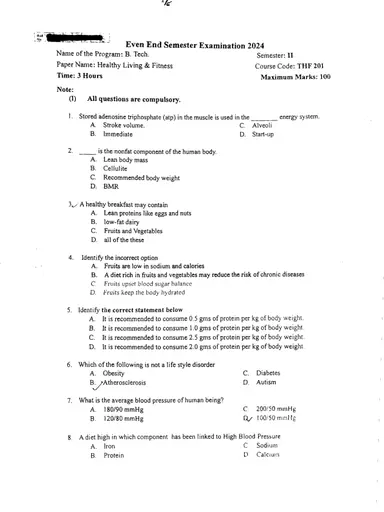 Even End Semester Examination 2024
Name of the Program: B. Tech. Semester: II
Paper Name: Healthy Living & Fitness Course Code: THF 201
Time: 3 Hours Maximum Marks: 100
Note:
(I) All questions are compulsory.
1. Stored adenosine triphosphate (atp) in the muscle is used in the ______ energy system.
A. Stroke volume. C. Alveoli
B. Immediate D. Start-up
2. ____ is the nonfat component of the human body.
A. Lean body mass
B. Cellulite
C. Recommended body weight
D. BMR
3. A healthy breakfast may contain
A. Lean proteins like eggs and nuts
B. low-fat dairy
C. Fruits and Vegetables
D. all of the these
4. Identify the incorrect option
A. Fruits are low in sodium and calories
B. A diet rich in fruits and vegetables may reduce the risk of chronic diseases
C. Fruits upset blood sugar balance
D. Fruits keep the body hydrated
5. Identify the correct statement below
A. It is recommended to consume 0.5 gms of protein per kg of body weight.
B. It is recommended to consume 1.0 gms of protein per kg of body weight.
C. It is recommended to consume 2.5 gms of protein per kg of body weight.
D. It is recommended to consume 2.0 gms of protein per kg of body weight
6. Which of the following is not a life style disorder
A. Obesity C. Diabetes
B. Atherosclerosis D. Autism
7. What is the average blood pressure of human being?
A. 180/90 mmHg C. 200/50 mmHg
B. 120/80 mmHg D. 100/50 mmHg
8. A diet high in which component has been linked to High Blood Pressure
A. Iron C. Sodium
B. Protein D. Calcium